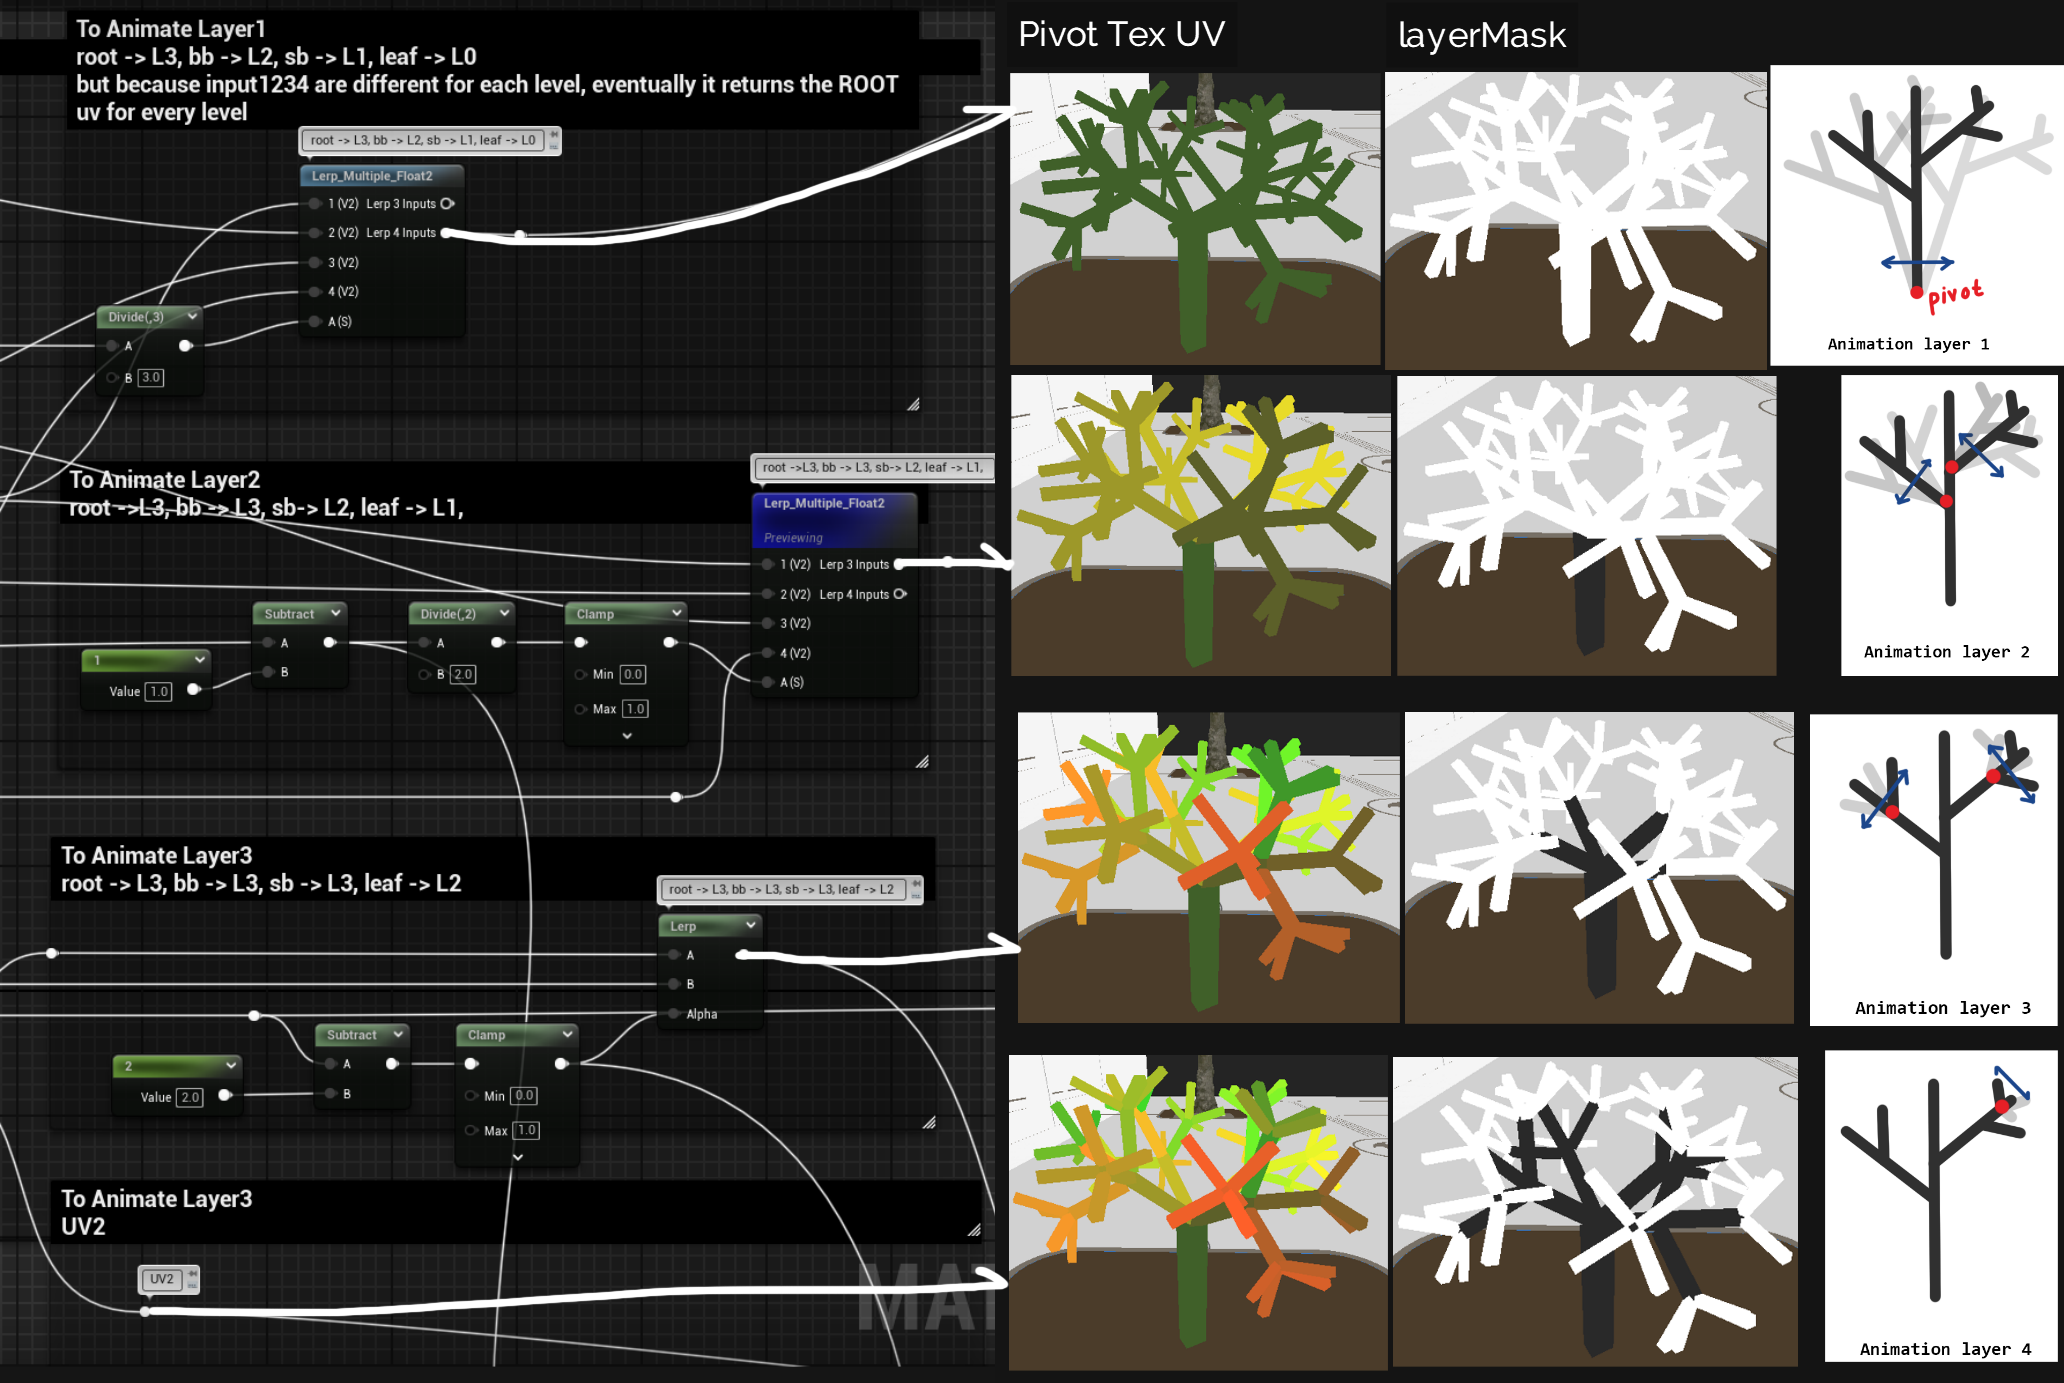 To Animate Layer1
root -> L3, bb -> L2, sb -> L1, leaf -> L0
but because input1234 are different for each level, eventually it returns the ROOT
uv for every level
root -> L3, bb -> L2, sb -> L1, leaf -> L0
Lerp_Multiple_Float2
1 (V2) Lerp 3 Inputs
2 (V2) Lerp 4 Inputs
3 (V2)
4 (V2)
A (S)
Divide(,3)
A
B 3.0
To Animate Layer2
root ->L3, bb -> L3, sb-> L2, leaf -> L1,
root ->L3, bb -> L3, sb-> L2, leaf -> L1,
Lerp_Multiple_Float2
Previewing
1 (V2) Lerp 3 Inputs
2 (V2) Lerp 4 Inputs
3 (V2)
4 (V2)
A (S)
1
Value 1.0
Subtract
A
B
Divide(,2)
A
B 2.0
Clamp
Min 0.0
Max 1.0
To Animate Layer3
root -> L3, bb -> L3, sb -> L3, leaf -> L2
root -> L3, bb -> L3, sb -> L3, leaf -> L2
Lerp
A
B
Alpha
2
Value 2.0
Subtract
A
B
Clamp
Min 0.0
Max 1.0
To Animate Layer3
UV2
UV2
Pivot Tex UV
layerMask
pivot
Animation layer 1
Animation layer 2
Animation layer 3
Animation layer 4